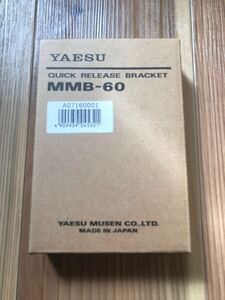 YAESU
QUICK RELEASE BRACKET
MMB-60
A07160001
YAESU MUSEN CO.,LTD.
MADE IN JAPAN